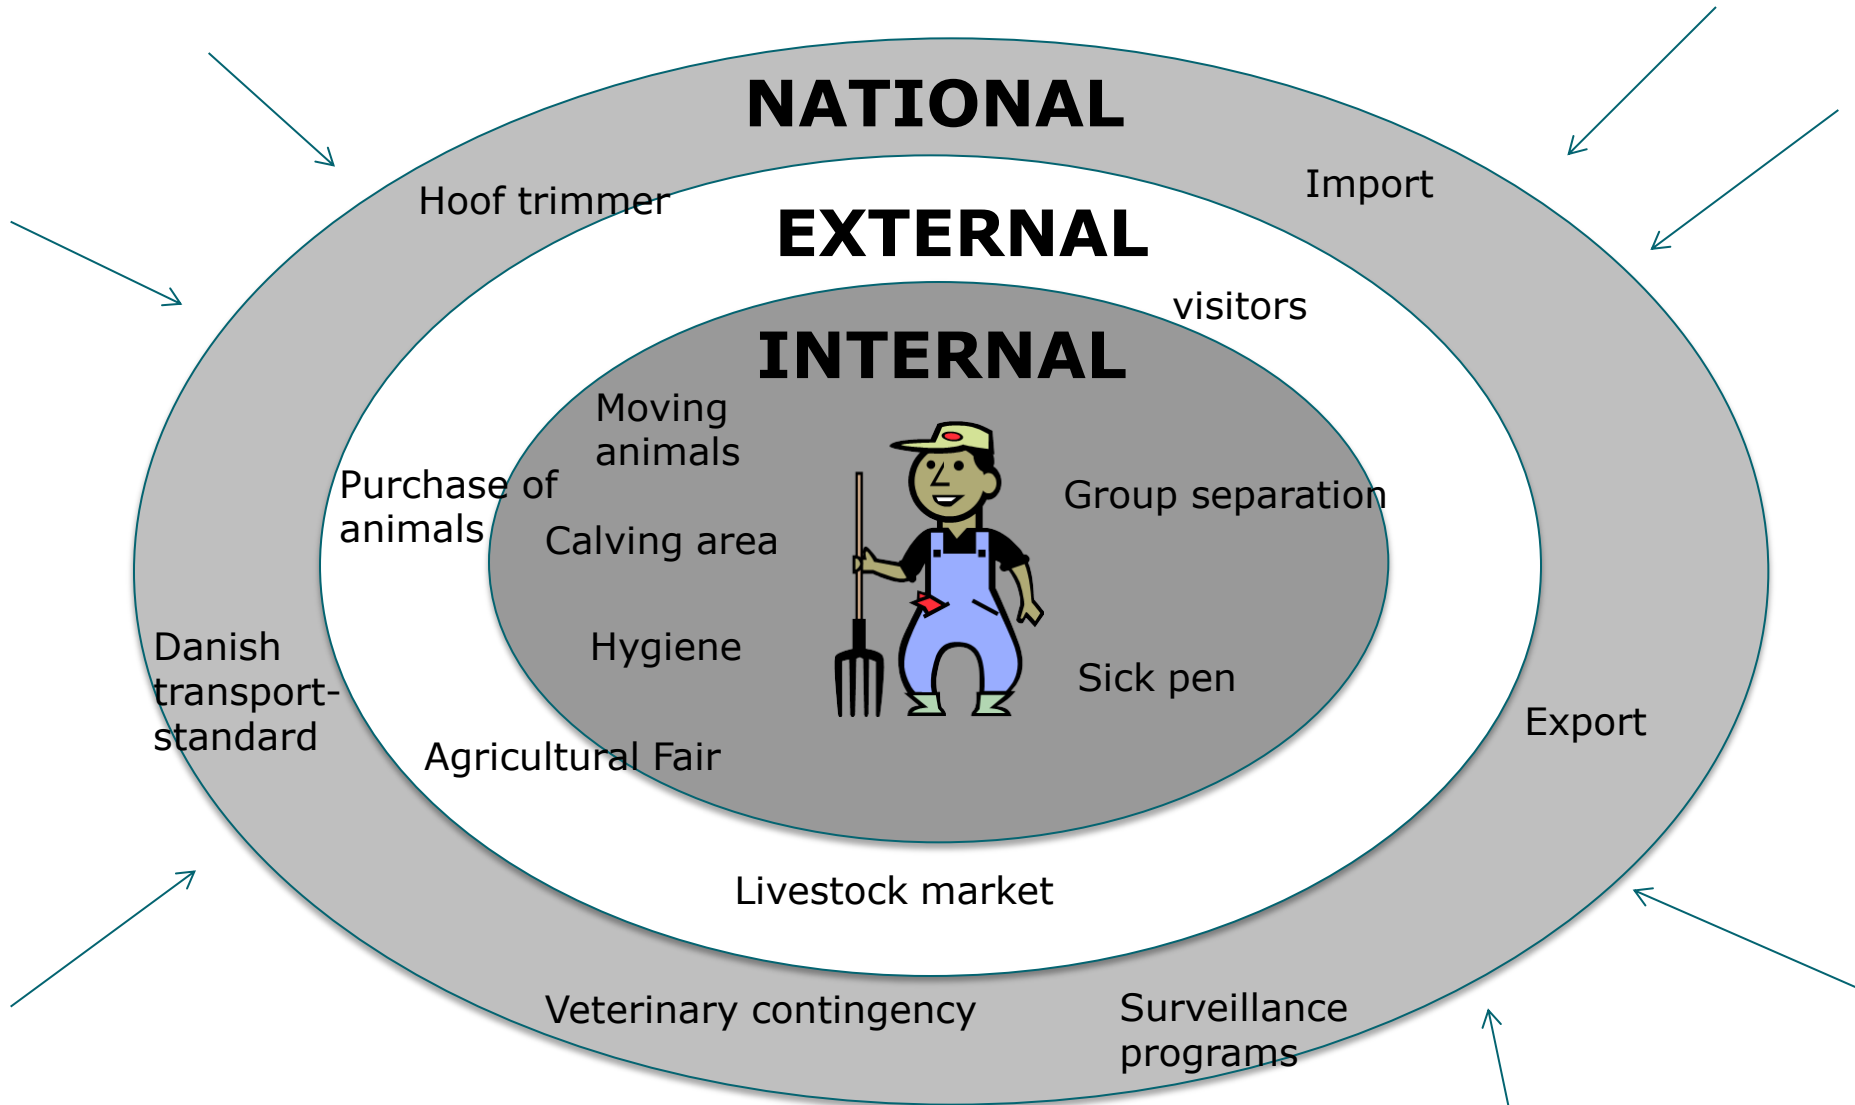 NATIONAL
Hoof trimmer
Import
EXTERNAL
visitors
INTERNAL
Moving
animals
Purchase of
animals
Group separation
Calving area
Hygiene
Sick pen
Danish
transport-
standard
Export
Agricultural Fair
Livestock market
Veterinary contingency
Surveillance
programs